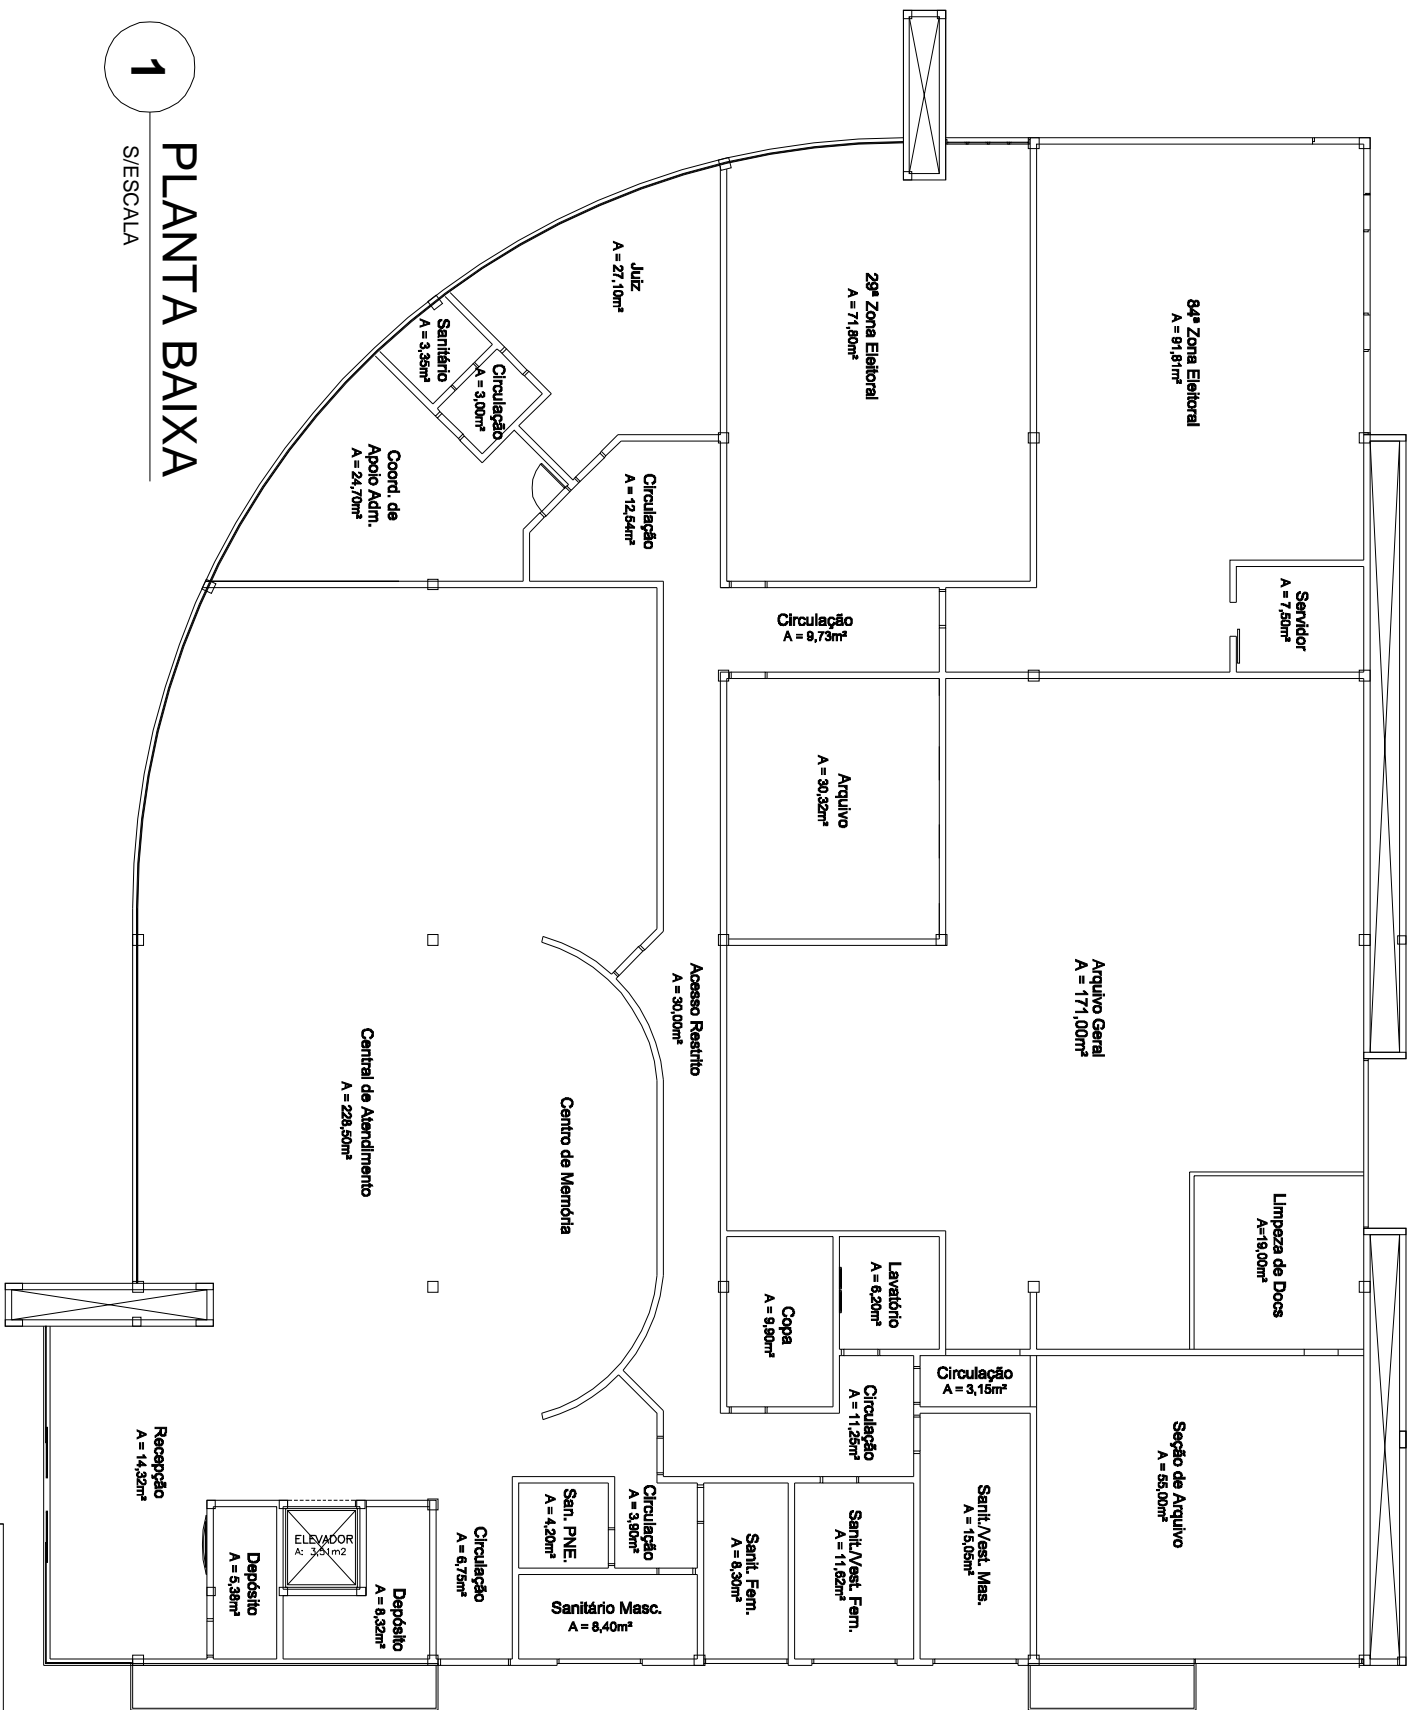 1
PLANTA BAIXA
S/ESCALA
84ª Zona Eleitoral
A = 91,81m²
29ª Zona Eleitoral
A = 71,80m²
Juiz
A = 27,10m²
Sanitário
A = 3,35m²
Circulação
A = 3,00m²
Coord. de
Apoio Adm.
A = 24,70m²
Circulação
A = 12,54m²
Servidor
A = 7,50m²
Circulação
A = 9,73m²
Arquivo
A = 30,32m²
Arquivo Geral
A = 171,00m²
Acesso Restrito
A = 30,00m²
Central de Atendimento
A = 228,50m²
Centro de Memória
Limpeza de Docs
A=19,00m²
Lavatório
A = 6,20m²
Copa
A = 9,90m²
Circulação
A = 3,15m²
Circulação
A = 11,25m²
Seção de Arquivo
A = 55,00m²
Recepção
A = 14,32m²
Sanit./Vest. Mas.
A = 15,05m²
Sanit./Vest. Fem.
A = 11,62m²
Sanit. Fem.
A = 8,30m²
Circulação
A = 3,90m²
San. PNE.
A = 4,20m²
Sanitário Masc.
A = 8,40m²
Circulação
A = 6,75m²
ELEVADOR
A: 3,51m2
Depósito
A = 8,32m²
Depósito
A = 5,38m²